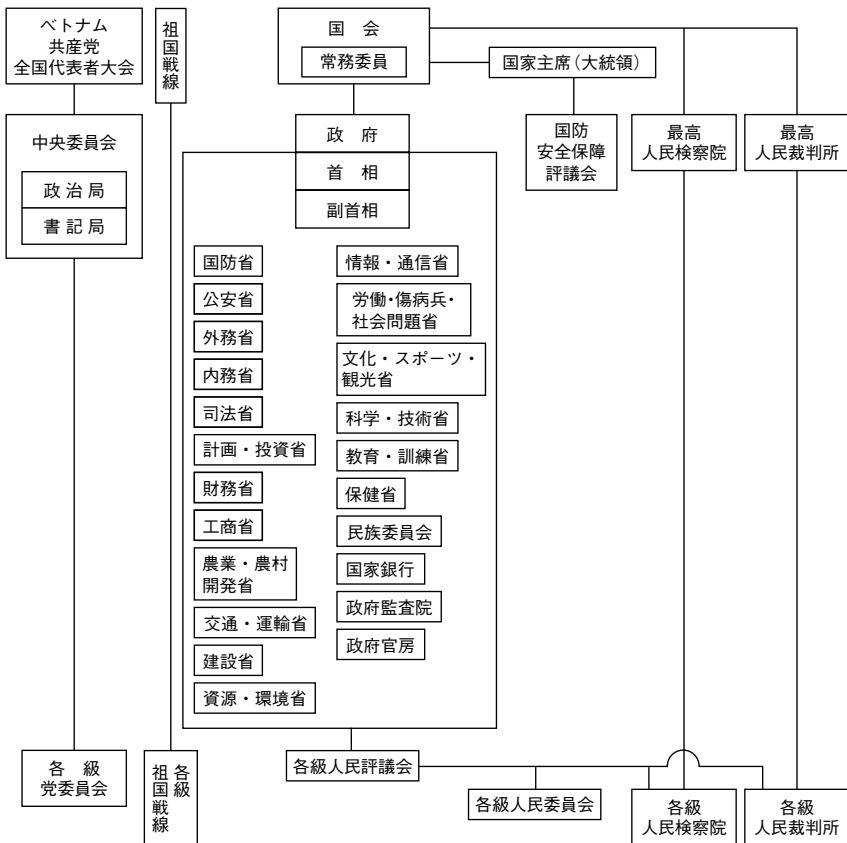 ベトナム
共産党
全国代表者大会
祖国戦線
国　会
常務委員
国家主席（大統領）
中央委員会
政 治 局
書 記 局
政　府
首　相
副首相
国防
安全保障
評議会
最高
人民検察院
最高
人民裁判所
国防省
公安省
外務省
内務省
司法省
計画・投資省
財務省
工商省
農業・農村
開発省
交通・運輸省
建設省
資源・環境省
情報・通信省
労働・傷病兵・
社会問題省
文化・スポーツ・
観光省
科学・技術省
教育・訓練省
保健省
民族委員会
国家銀行
政府監査院
政府官房
各　級
党委員会
各級
祖国戦線
各級人民評議会
各級人民委員会
各級
人民検察院
各級
人民裁判所